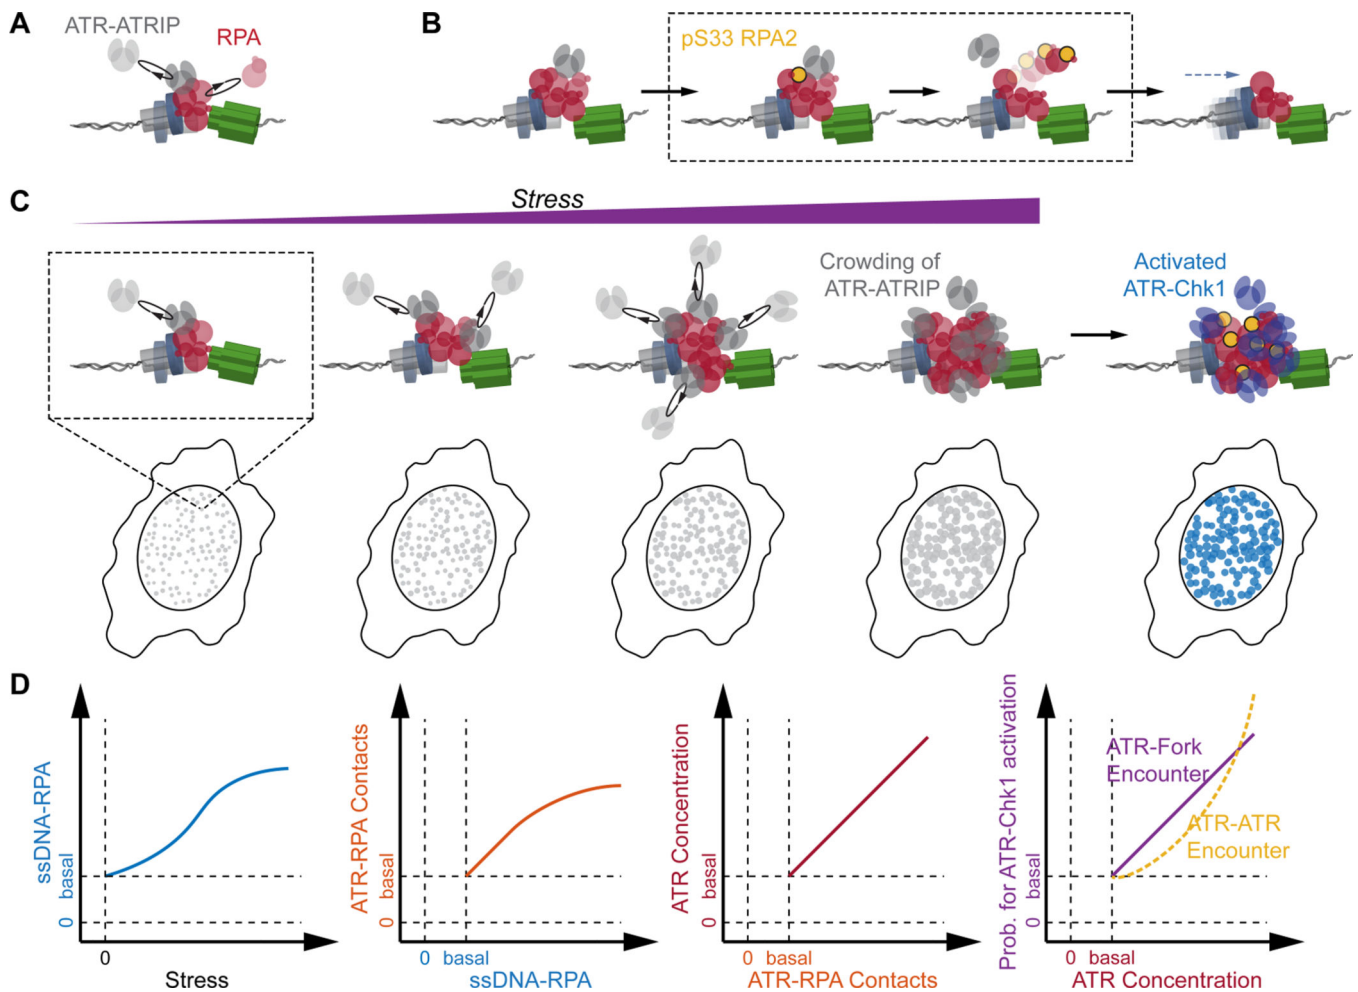 A
ATR-ATRIP
RPA
B
pS33 RPA2
C
Stress
Crowding of
ATR-ATRIP
Activated
ATR-Chk1
D
ssDNA-RPA
0 basal
0
Stress
ATR-RPA Contacts
0 basal
0 basal
ssDNA-RPA
ATR Concentration
0 basal
0 basal
ATR-RPA Contacts
Prob. for ATR-Chk1 activation
0 basal
ATR-Fork
Encounter
ATR-ATR
Encounter
0 basal
ATR Concentration